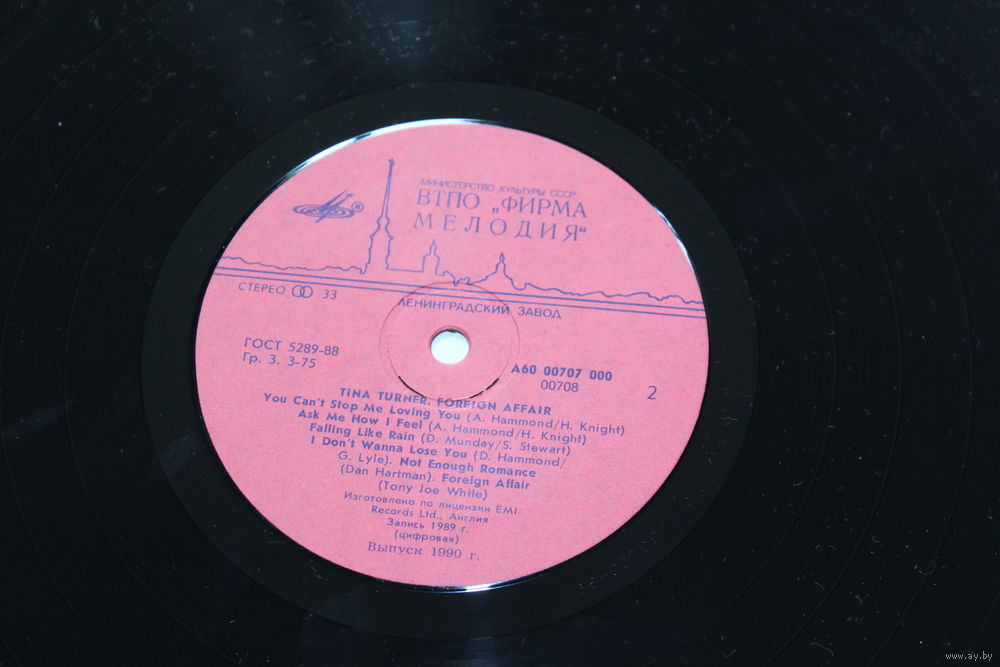 МИНИСТЕРСТВО КУЛЬТУРЫ СССР
ВТПО „ФИРМА
МЕЛОДИЯ“
®
СТЕРЕО 33
ЛЕНИНГРАДСКИЙ ЗАВОД
ГОСТ 5289-88
Гр. 3. 3-75
А60 00707 000
00708
2
TINA TURNER. FOREIGN AFFAIR
You Can't Stop Me Loving You (A. Hammond/H. Knight)
Ask Me How I Feel (A. Hammond/H. Knight)
Falling Like Rain (D. Munday/S. Stewart)
I Don't Wanna Lose You (D. Hammond/
G. Lyle). Not Enough Romance
(Dan Hartman). Foreign Affair
(Tony Joe White)
Изготовлено по лицензии EMI
Records Ltd., Англия
Запись 1989 г.
(цифровая)
Выпуск 1990 г.
www.ay.by